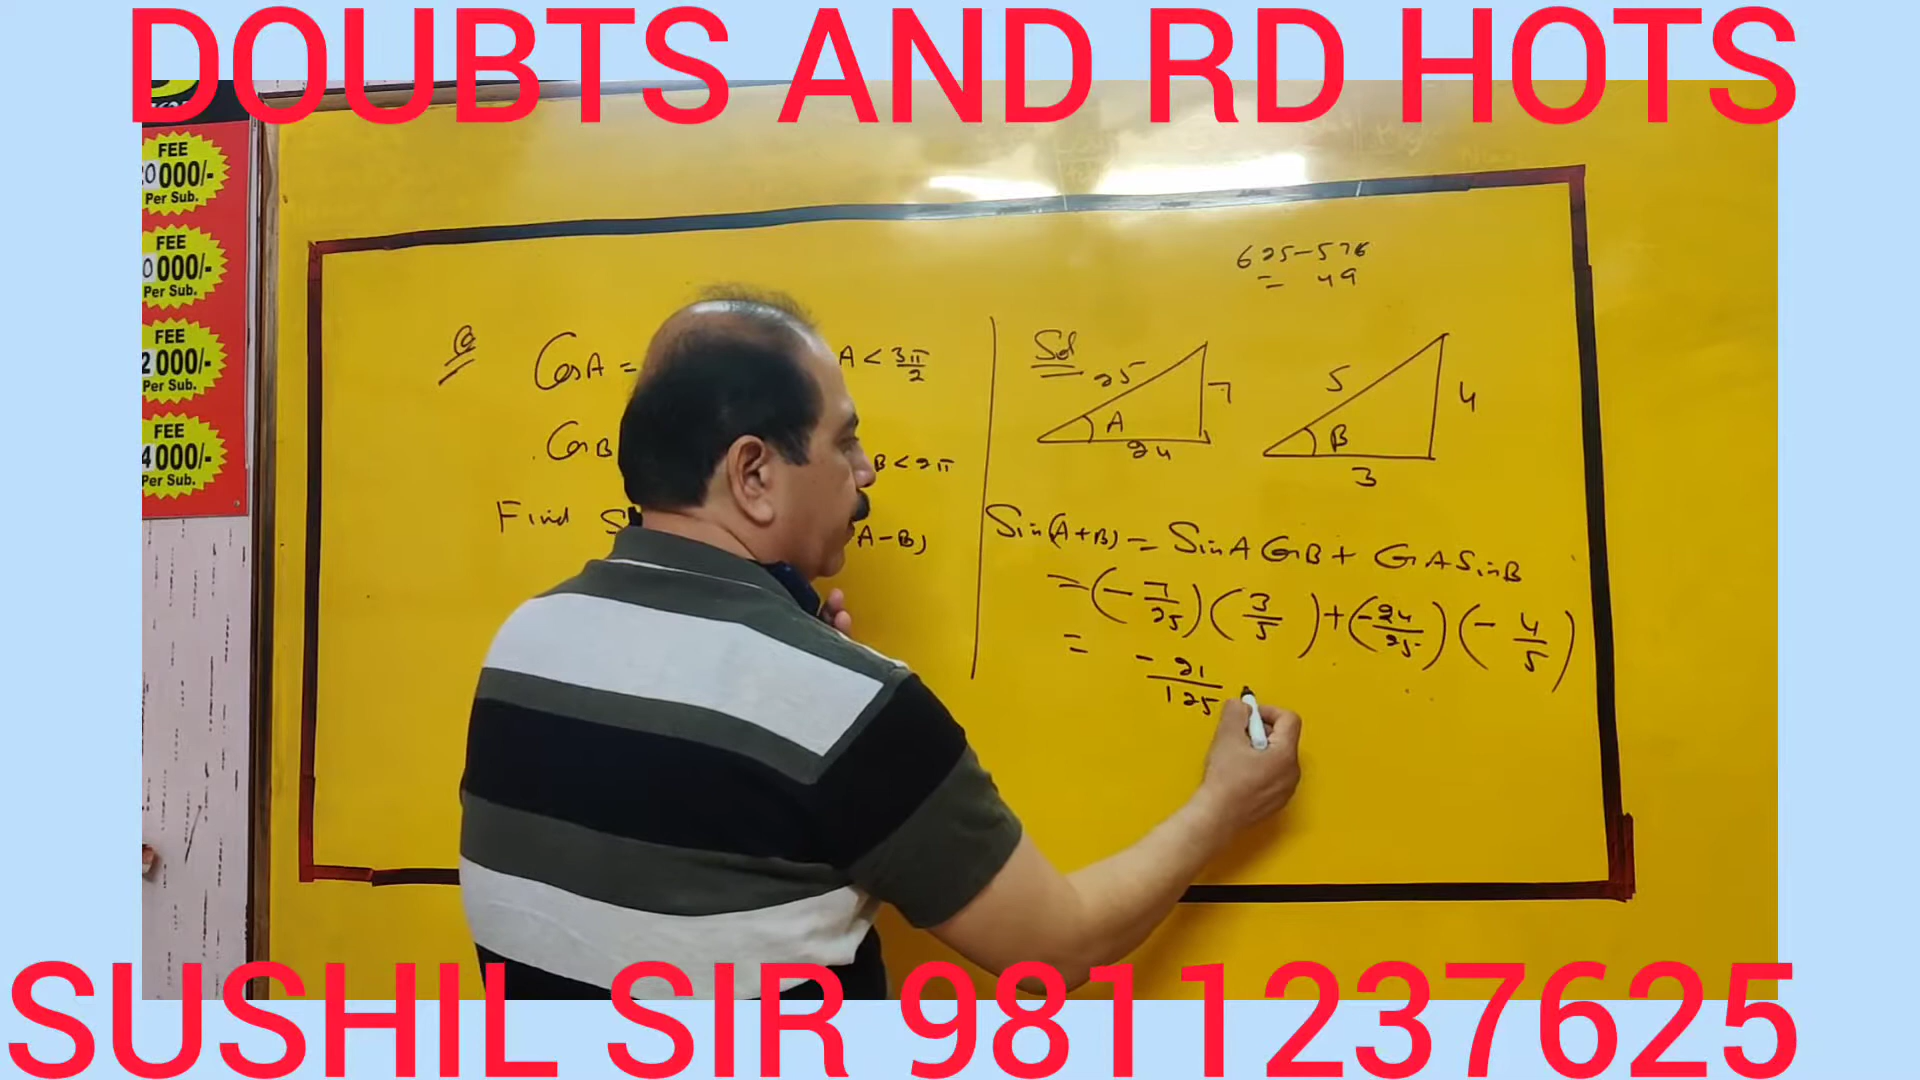 DOUBTS AND RD HOTS
FEE
000/-
Per Sub.
FEE
000/-
Per Sub.
FEE
2000/-
Per Sub.
FEE
4000/-
Per Sub.
Q CosA = A < 3π/2
CosB B < 2π
Find S A-B)
625-576
= 49
Sol 25 7 A 24
5 4 B 3
Sin(A+B) = SinA CosB + CosA SinB
= (-7/25)(3/5) + (-24/25)(-4/5)
= -21/125
SUSHIL SIR 9811237625